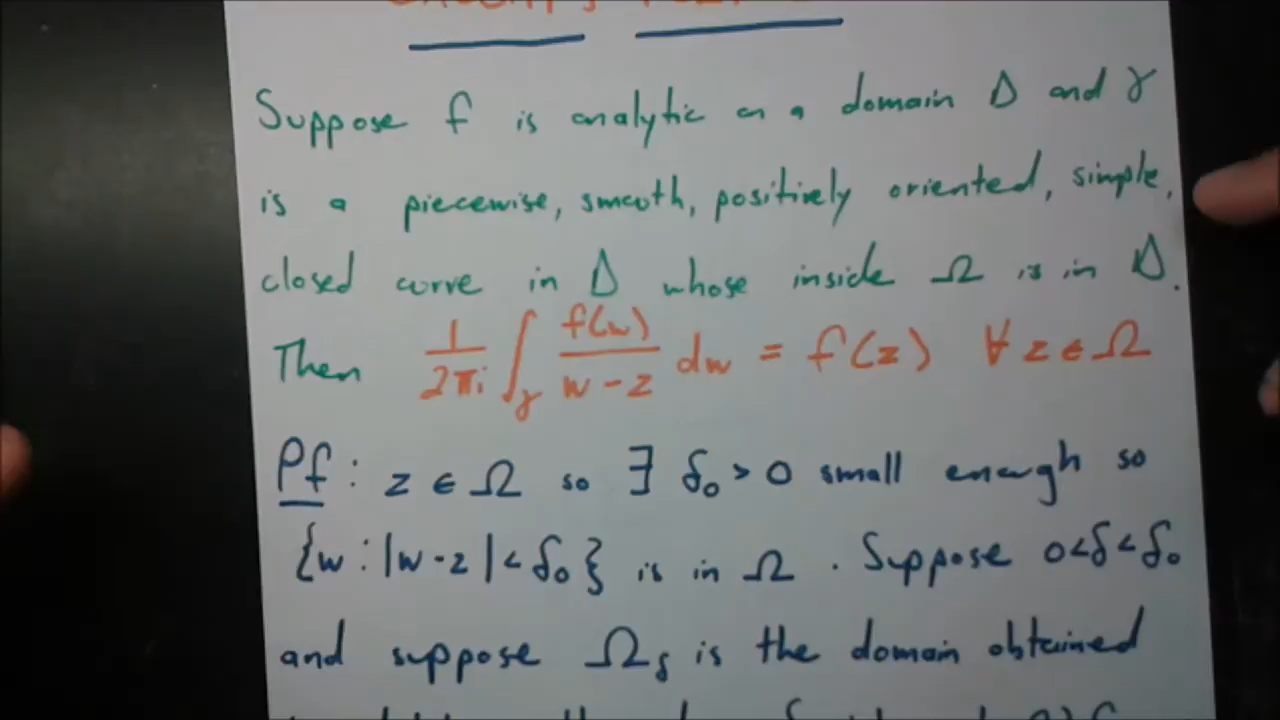 Suppose f is analytic on a domain D and γ
is a piecewise, smooth, positively oriented, simple,
closed curve in D whose inside Ω is in D.
Then 1/2πi ∫_γ f(w)/(w-z) dw = f(z) ∀ z ∈ Ω
Pf: z ∈ Ω so ∃ δ₀ > 0 small enough so
{w : |w-z| < δ₀} is in Ω. Suppose 0<δ<δ₀
and suppose Ω_δ is the domain obtained